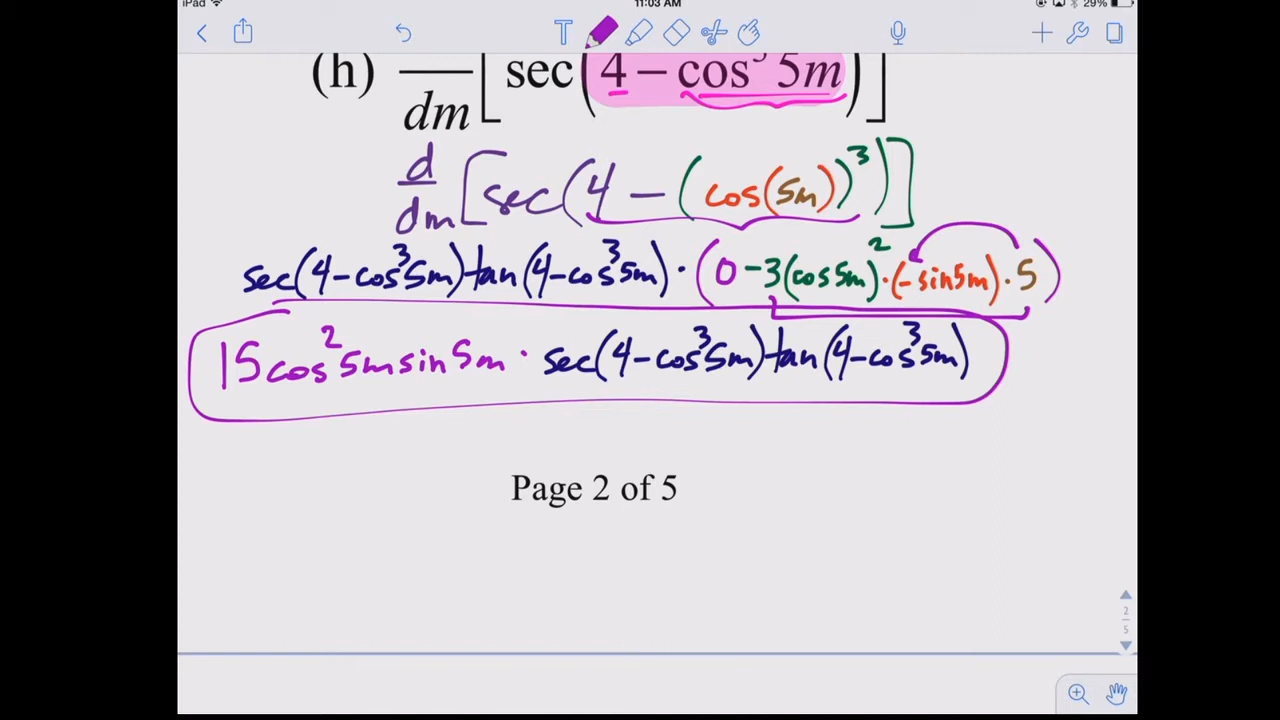 iPad 11:03 AM 29%
(h) d/dm [sec(4 − cos³ 5m)]
d/dm [sec(4 − (cos(5m))³)]
sec(4−cos³5m)tan(4−cos³5m)·(0−3(cos5m)²·(−sin5m)·5)
15cos²5m sin5m · sec(4−cos³5m)tan(4−cos³5m)
Page 2 of 5
2
5